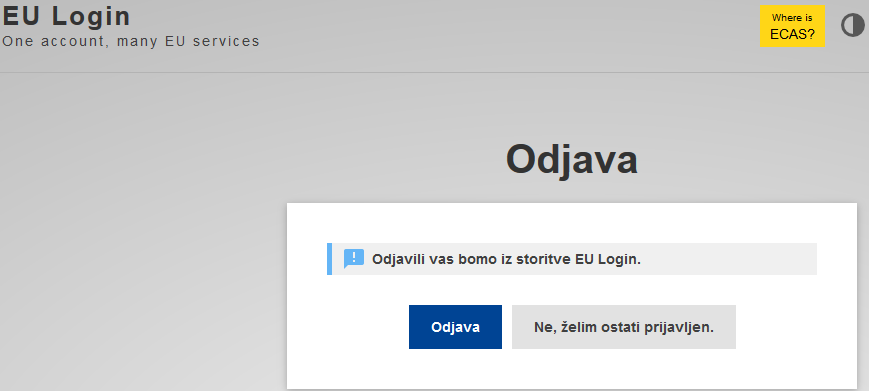 EU Login
One account, many EU services
Where is
ECAS?
Odjava
Odjavili vas bomo iz storitve EU Login.
Odjava
Ne, želim ostati prijavljen.